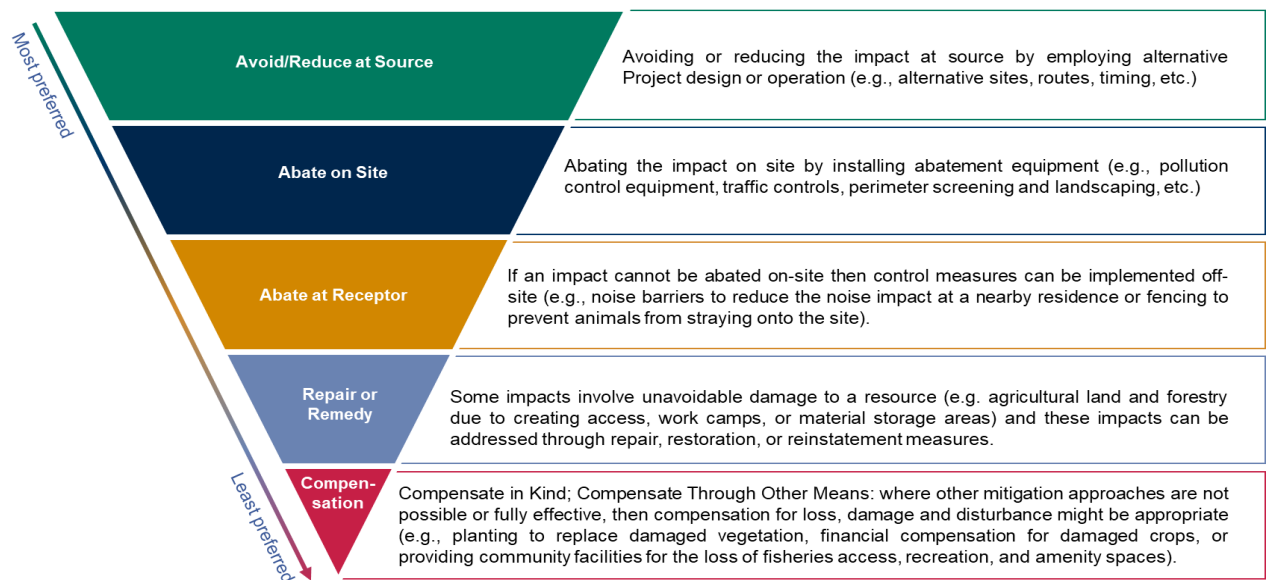 Most preferred
Avoid/Reduce at Source
Avoiding or reducing the impact at source by employing alternative
Project design or operation (e.g., alternative sites, routes, timing, etc.)
Abate on Site
Abating the impact on site by installing abatement equipment (e.g., pollution
control equipment, traffic controls, perimeter screening and landscaping, etc.)
Abate at Receptor
If an impact cannot be abated on-site then control measures can be implemented off-
site (e.g., noise barriers to reduce the noise impact at a nearby residence or fencing to
prevent animals from straying onto the site).
Repair or
Remedy
Some impacts involve unavoidable damage to a resource (e.g. agricultural land and forestry
due to creating access, work camps, or material storage areas) and these impacts can be
addressed through repair, restoration, or reinstatement measures.
Least preferred
Compen-
sation
Compensate in Kind; Compensate Through Other Means: where other mitigation approaches are not
possible or fully effective, then compensation for loss, damage and disturbance might be appropriate
(e.g., planting to replace damaged vegetation, financial compensation for damaged crops, or
providing community facilities for the loss of fisheries access, recreation, and amenity spaces).